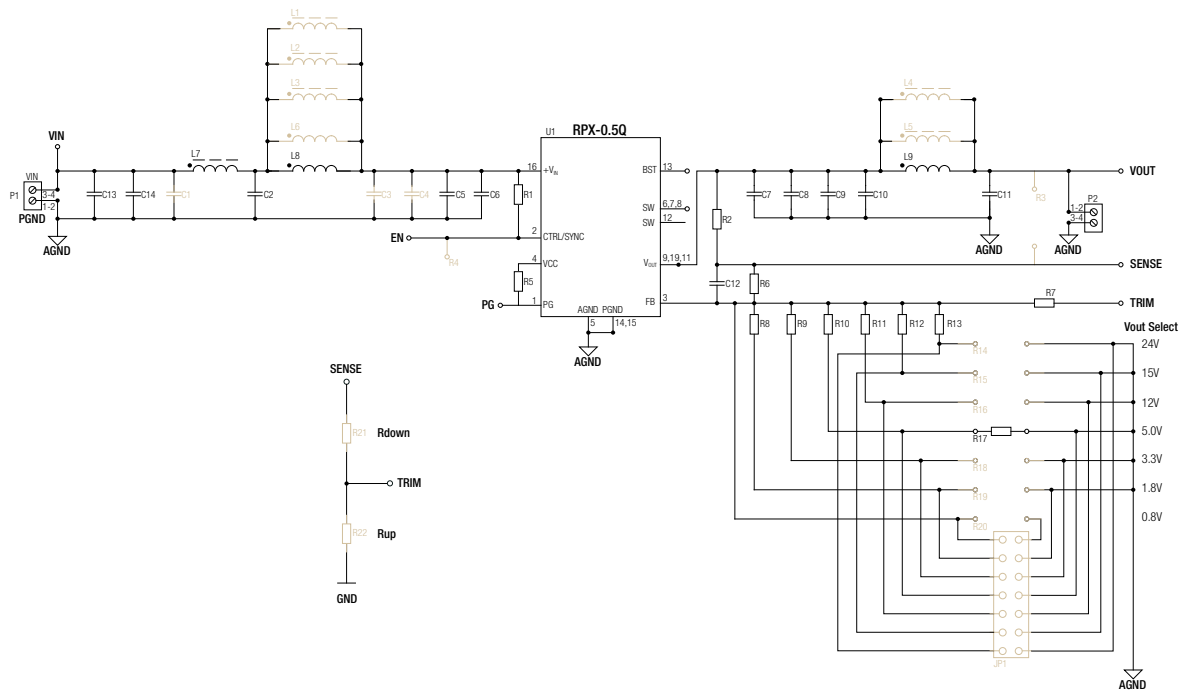 L1
L2
L3
L6
L4
L5
VIN
L7
L8
U1
RPX-0.5Q
L9
P1
VIN
3-4
1-2
PGND
AGND
C13
C14
C1
C2
C3
C4
C5
C6
R1
16
+VIN
BST
13
SW
6,7,8
SW
12
VOUT
9,19,11
FB
3
2
CTRL/SYNC
4
VCC
1
PG
AGND PGND
5
14,15
AGND
EN
R4
R5
PG
R2
C7
C8
C9
C10
C11
R3
VOUT
P2
1-2
3-4
AGND
AGND
SENSE
C12
R6
R7
TRIM
R8
R9
R10
R11
R12
R13
Vout Select
R14
24V
R15
15V
R16
12V
R17
5.0V
R18
3.3V
R19
1.8V
R20
0.8V
JP1
AGND
SENSE
R21
Rdown
TRIM
R22
Rup
GND